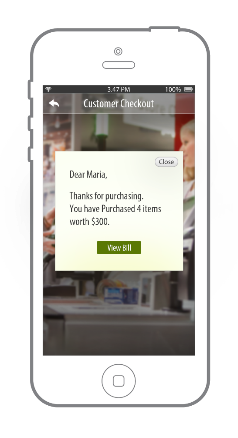 3.47 PM 100%
Customer Checkout
Close
Dear Maria,
Thanks for purchasing.
You have Purchased 4 items
worth $300.
View Bill